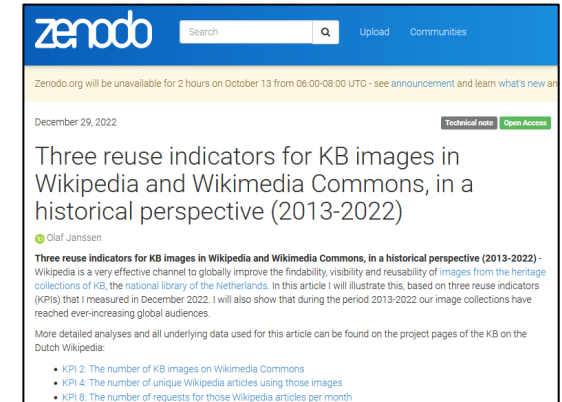 zenodo
Search
Upload Communities
Zenodo.org will be unavailable for 2 hours on October 13 from 06:00-08:00 UTC - see announcement and learn what's new an
December 29, 2022
Technical note Open Access
Three reuse indicators for KB images in
Wikipedia and Wikimedia Commons, in a
historical perspective (2013-2022)
iD Olaf Janssen
Three reuse indicators for KB images in Wikipedia and Wikimedia Commons, in a historical perspective (2013-2022) -
Wikipedia is a very effective channel to globally improve the findability, visibility and reusability of images from the heritage
collections of KB, the national library of the Netherlands. In this article I will illustrate this, based on three reuse indicators
(KPIs) that I measured in December 2022. I will also show that during the period 2013-2022 our image collections have
reached ever-increasing global audiences.
More detailed analyses and all underlying data used for this article can be found on the project pages of the KB on the
Dutch Wikipedia:
• KPI 2: The number of KB images on Wikimedia Commons
• KPI 4: The number of unique Wikipedia articles using those images
• KPI 8: The number of requests for those Wikipedia articles per month